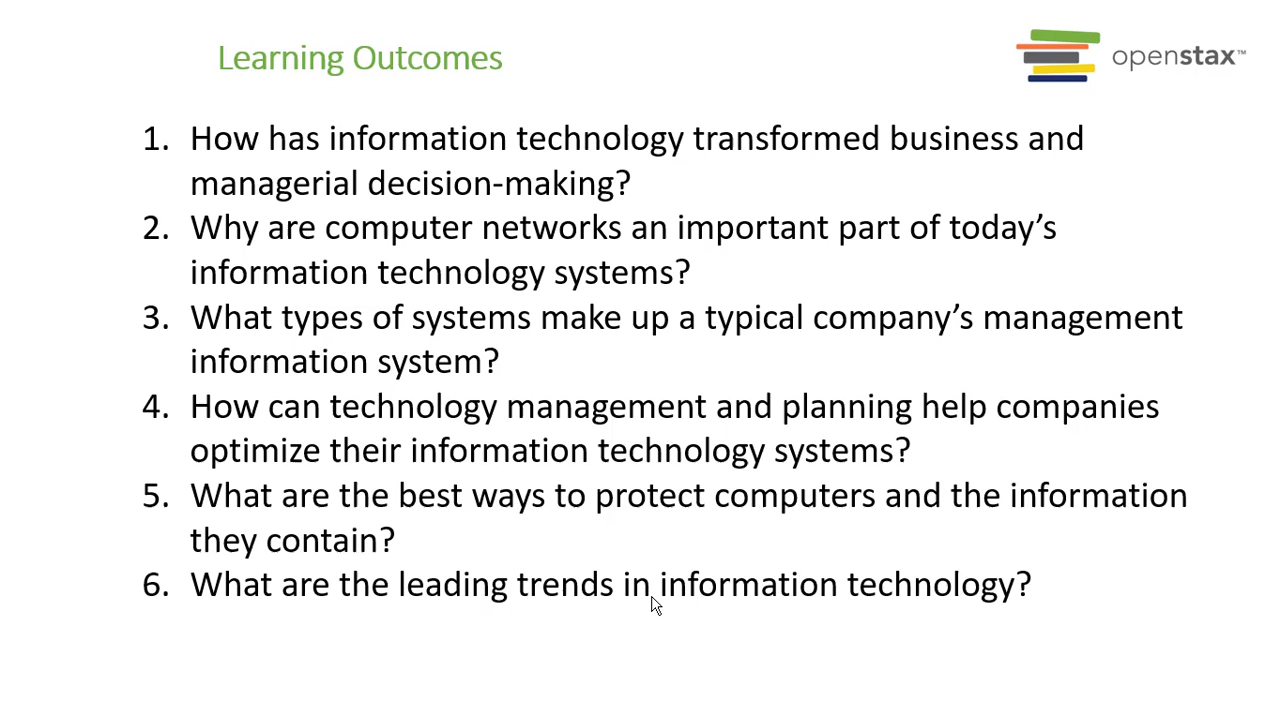 Learning Outcomes
openstax™
1. How has information technology transformed business and
managerial decision-making?
2. Why are computer networks an important part of today’s
information technology systems?
3. What types of systems make up a typical company’s management
information system?
4. How can technology management and planning help companies
optimize their information technology systems?
5. What are the best ways to protect computers and the information
they contain?
6. What are the leading trends in information technology?